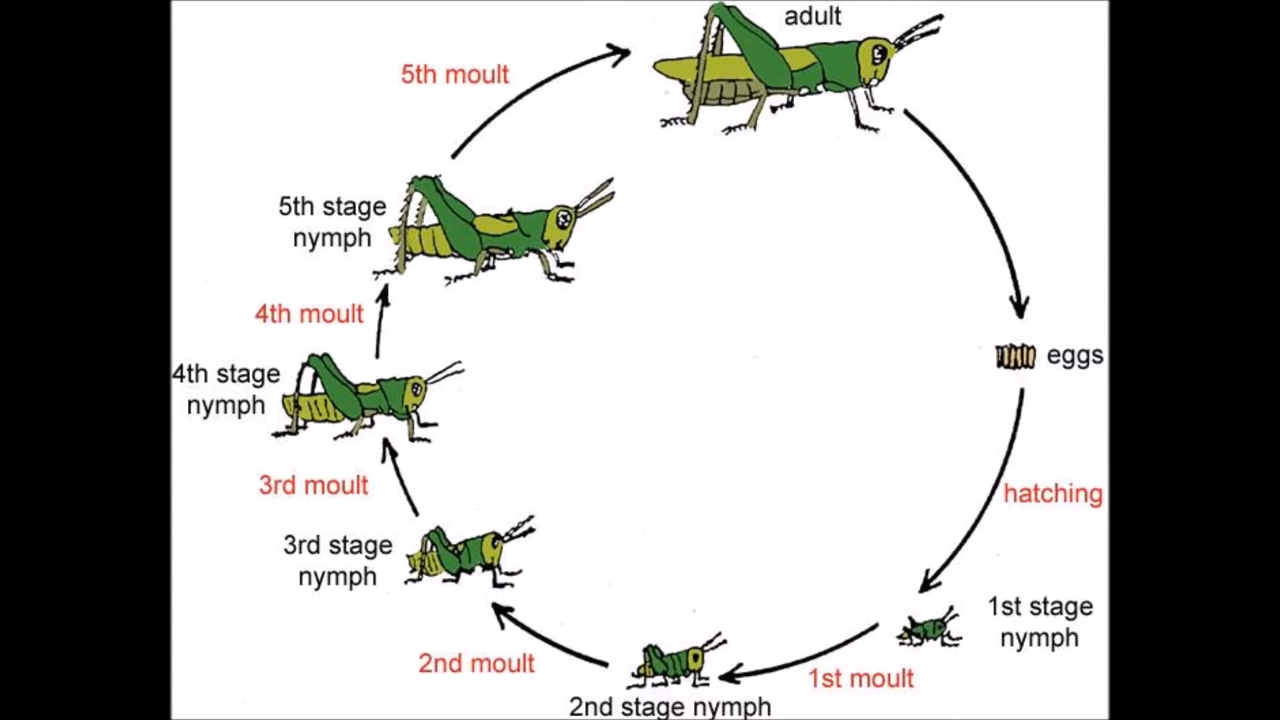 adult
5th moult
5th stage
nymph
4th moult
eggs
4th stage
nymph
3rd moult
hatching
3rd stage
nymph
1st stage
nymph
2nd moult
1st moult
2nd stage nymph